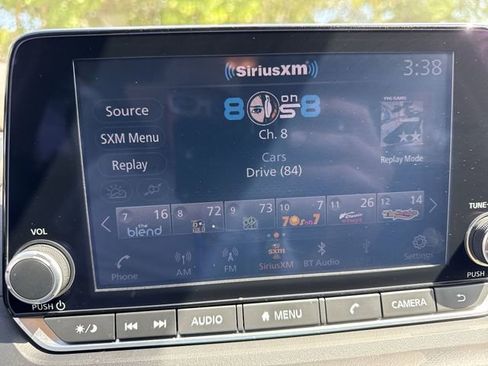 SiriusXM
3:38
8 on 8
Source
SXM Menu
Replay
Ch. 8
Cars
Drive (84)
Replay Mode
7 16 the blend
8 72
9 73
10 7 70s on 7
11 26
12 14
VOL
TUNE
Phone
AM
FM
sxm
SiriusXM
BT Audio
Settings
PUSH
PUSH
AUDIO
MENU
CAMERA